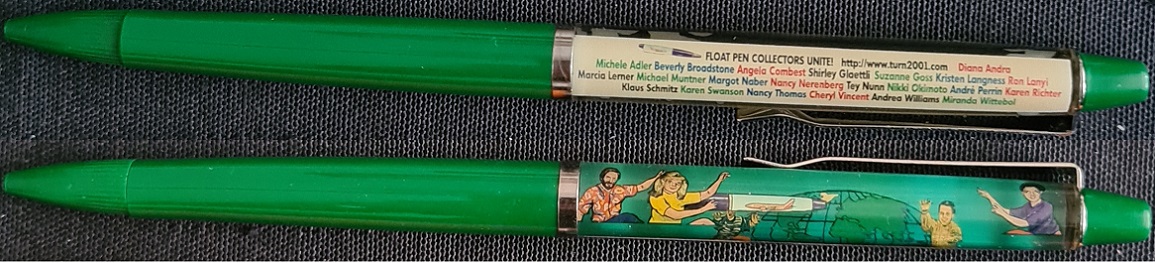 FLOAT PEN COLLECTORS UNITE! http://www.turn2001.com Diana Andra
Michele Adler Beverly Broadstone Angela Combest Shirley Gloettli Suzanne Goss Kristen Langness Ron Lanyi
Marcia Lerner Michael Muntner Margot Naber Nancy Nerenberg Tey Nunn Nikki Okimoto André Perrin Karen Richter
Klaus Schmitz Karen Swanson Nancy Thomas Cheryl Vincent Andrea Williams Miranda Wittebol